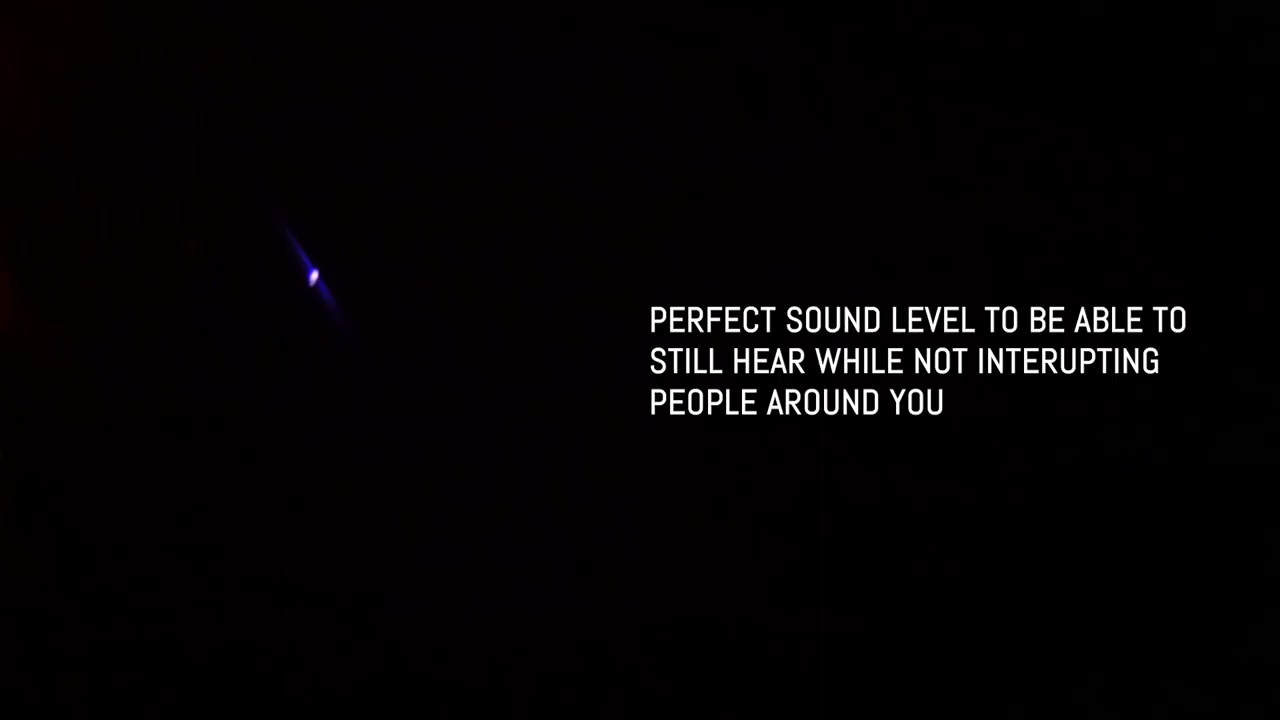 PERFECT SOUND LEVEL TO BE ABLE TO
STILL HEAR WHILE NOT INTERUPTING
PEOPLE AROUND YOU